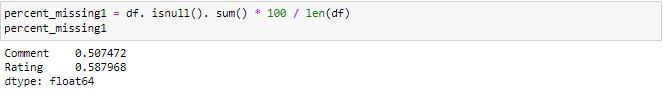 percent_missing1 = df. isnull(). sum() * 100 / len(df)
percent_missing1
Comment    0.507472
Rating     0.587968
dtype: float64